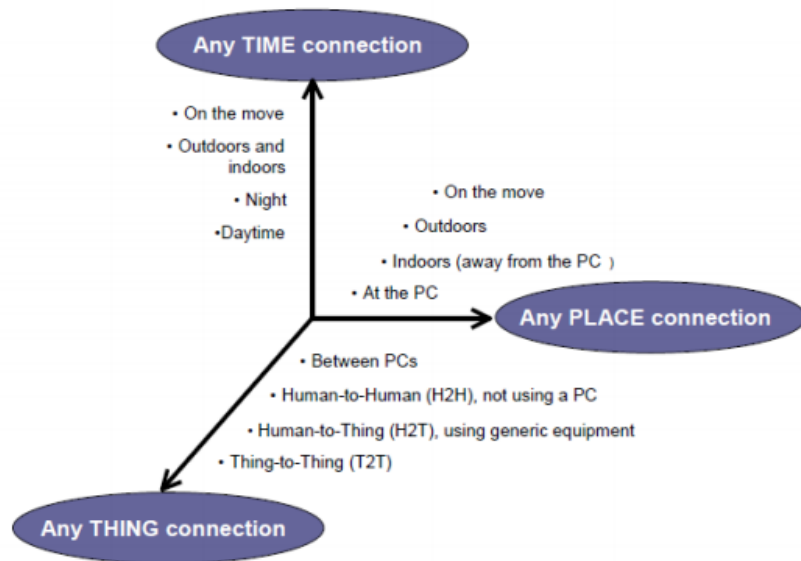 Any TIME connection
• On the move
• Outdoors and
indoors
• Night
•Daytime
• On the move
• Outdoors
• Indoors (away from the PC )
• At the PC
Any PLACE connection
• Between PCs
• Human-to-Human (H2H), not using a PC
• Human-to-Thing (H2T), using generic equipment
• Thing-to-Thing (T2T)
Any THING connection